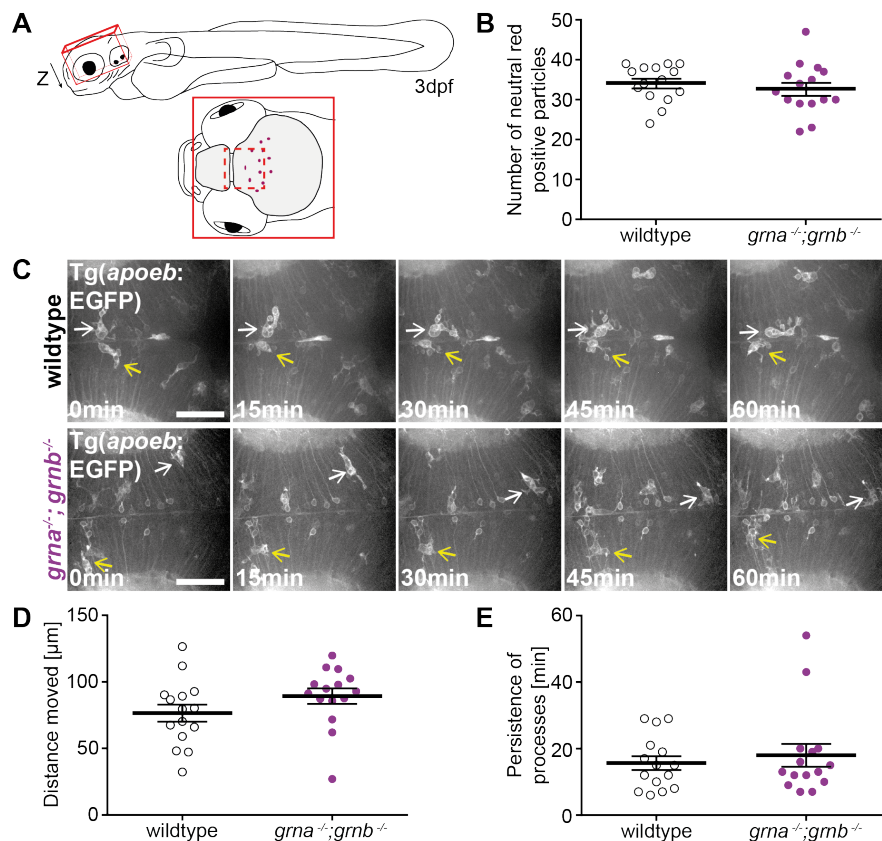 A
Z
3dpf
B
Number of neutral red
positive particles
50
40
30
20
10
0
wildtype
grna -/-;grnb -/-
C
wildtype
Tg(apoeb:
EGFP)
0min
15min
30min
45min
60min
grna-/-; grnb-/-
Tg(apoeb:
EGFP)
0min
15min
30min
45min
60min
D
Distance moved [µm]
150
100
50
0
wildtype
grna -/-;grnb -/-
E
Persistence of
processes [min]
60
40
20
0
wildtype
grna -/-;grnb -/-